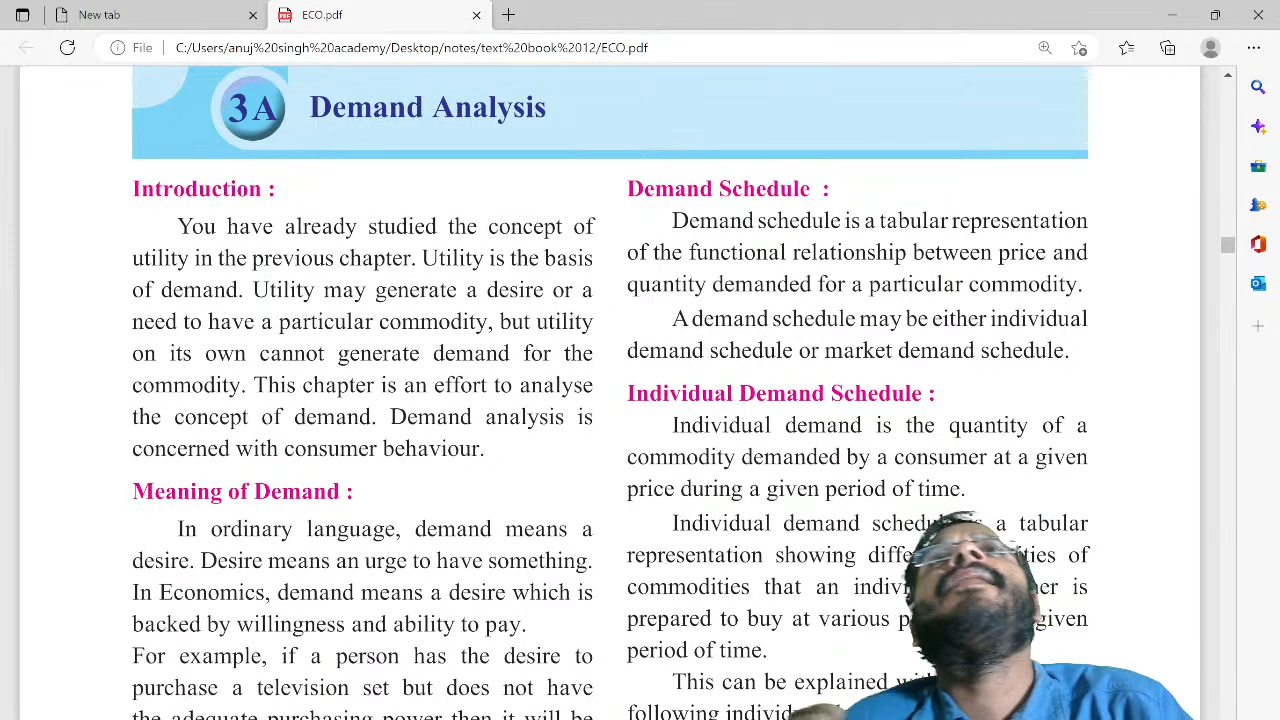 New tab
ECO.pdf
File
C:/Users/anuj%20singh%20academy/Desktop/notes/text%20book%2012/ECO.pdf
3A Demand Analysis
Introduction :
You have already studied the concept of
utility in the previous chapter. Utility is the basis
of demand. Utility may generate a desire or a
need to have a particular commodity, but utility
on its own cannot generate demand for the
commodity. This chapter is an effort to analyse
the concept of demand. Demand analysis is
concerned with consumer behaviour.
Meaning of Demand :
In ordinary language, demand means a
desire. Desire means an urge to have something.
In Economics, demand means a desire which is
backed by willingness and ability to pay.
For example, if a person has the desire to
purchase a television set but does not have
the adequate purchasing power then it will be
Demand Schedule :
Demand schedule is a tabular representation
of the functional relationship between price and
quantity demanded for a particular commodity.
A demand schedule may be either individual
demand schedule or market demand schedule.
Individual Demand Schedule :
Individual demand is the quantity of a
commodity demanded by a consumer at a given
price during a given period of time.
Individual demand schedule is a tabular
representation showing of
commodities that an is
prepared to buy at various given
period of time.
This can be explained
following